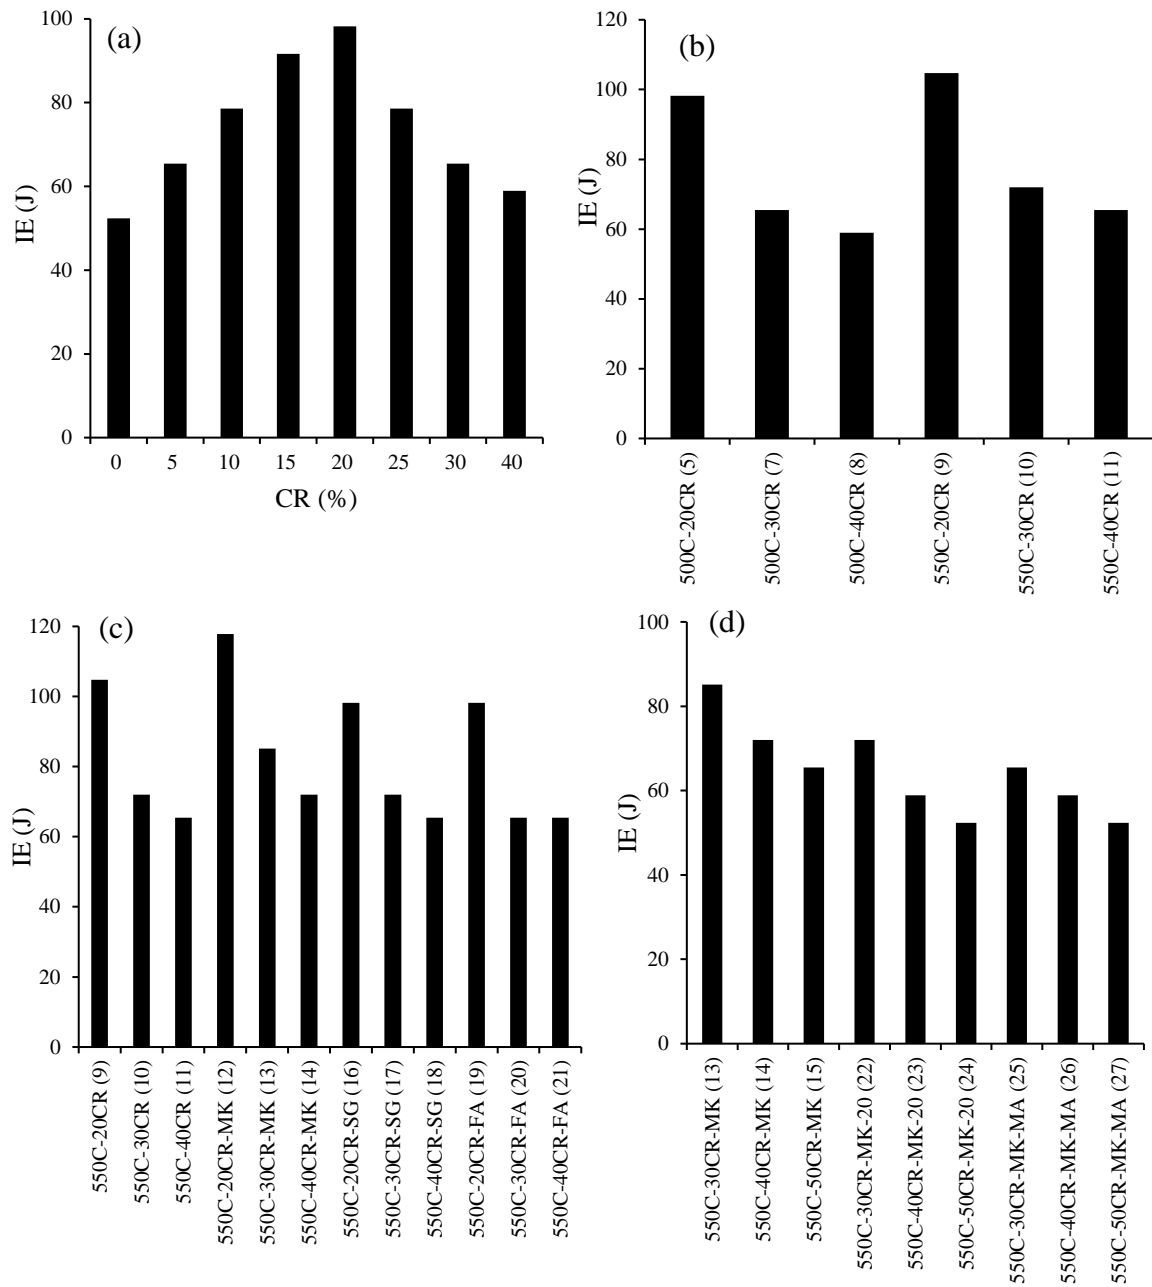 (a)
IE (J)
100
80
60
40
20
0
0 5 10 15 20 25 30 40
CR (%)
(b)
IE (J)
120
100
80
60
40
20
0
500C-20CR (5)
500C-30CR (7)
500C-40CR (8)
550C-20CR (9)
550C-30CR (10)
550C-40CR (11)
(c)
IE (J)
120
100
80
60
40
20
0
550C-20CR (9)
550C-30CR (10)
550C-40CR (11)
550C-20CR-MK (12)
550C-30CR-MK (13)
550C-40CR-MK (14)
550C-20CR-SG (16)
550C-30CR-SG (17)
550C-40CR-SG (18)
550C-20CR-FA (19)
550C-30CR-FA (20)
550C-40CR-FA (21)
(d)
IE (J)
100
80
60
40
20
0
550C-30CR-MK (13)
550C-40CR-MK (14)
550C-50CR-MK (15)
550C-30CR-MK-20 (22)
550C-40CR-MK-20 (23)
550C-50CR-MK-20 (24)
550C-30CR-MK-MA (25)
550C-40CR-MK-MA (26)
550C-50CR-MK-MA (27)